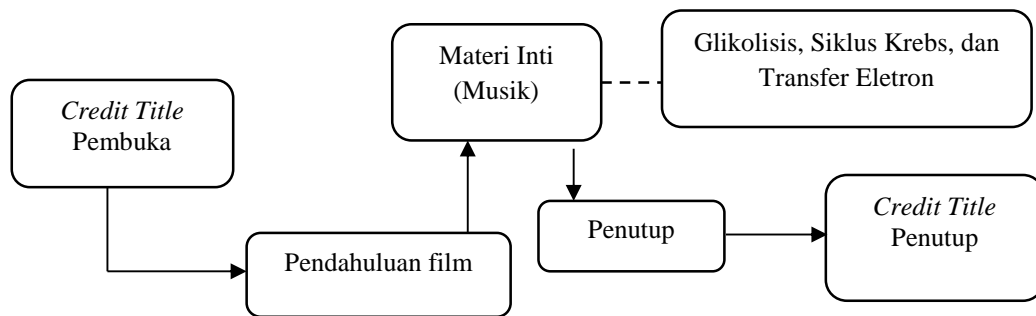 Credit Title
Pembuka
Pendahuluan film
Materi Inti
(Musik)
Glikolisis, Siklus Krebs, dan
Transfer Eletron
Penutup
Credit Title
Penutup